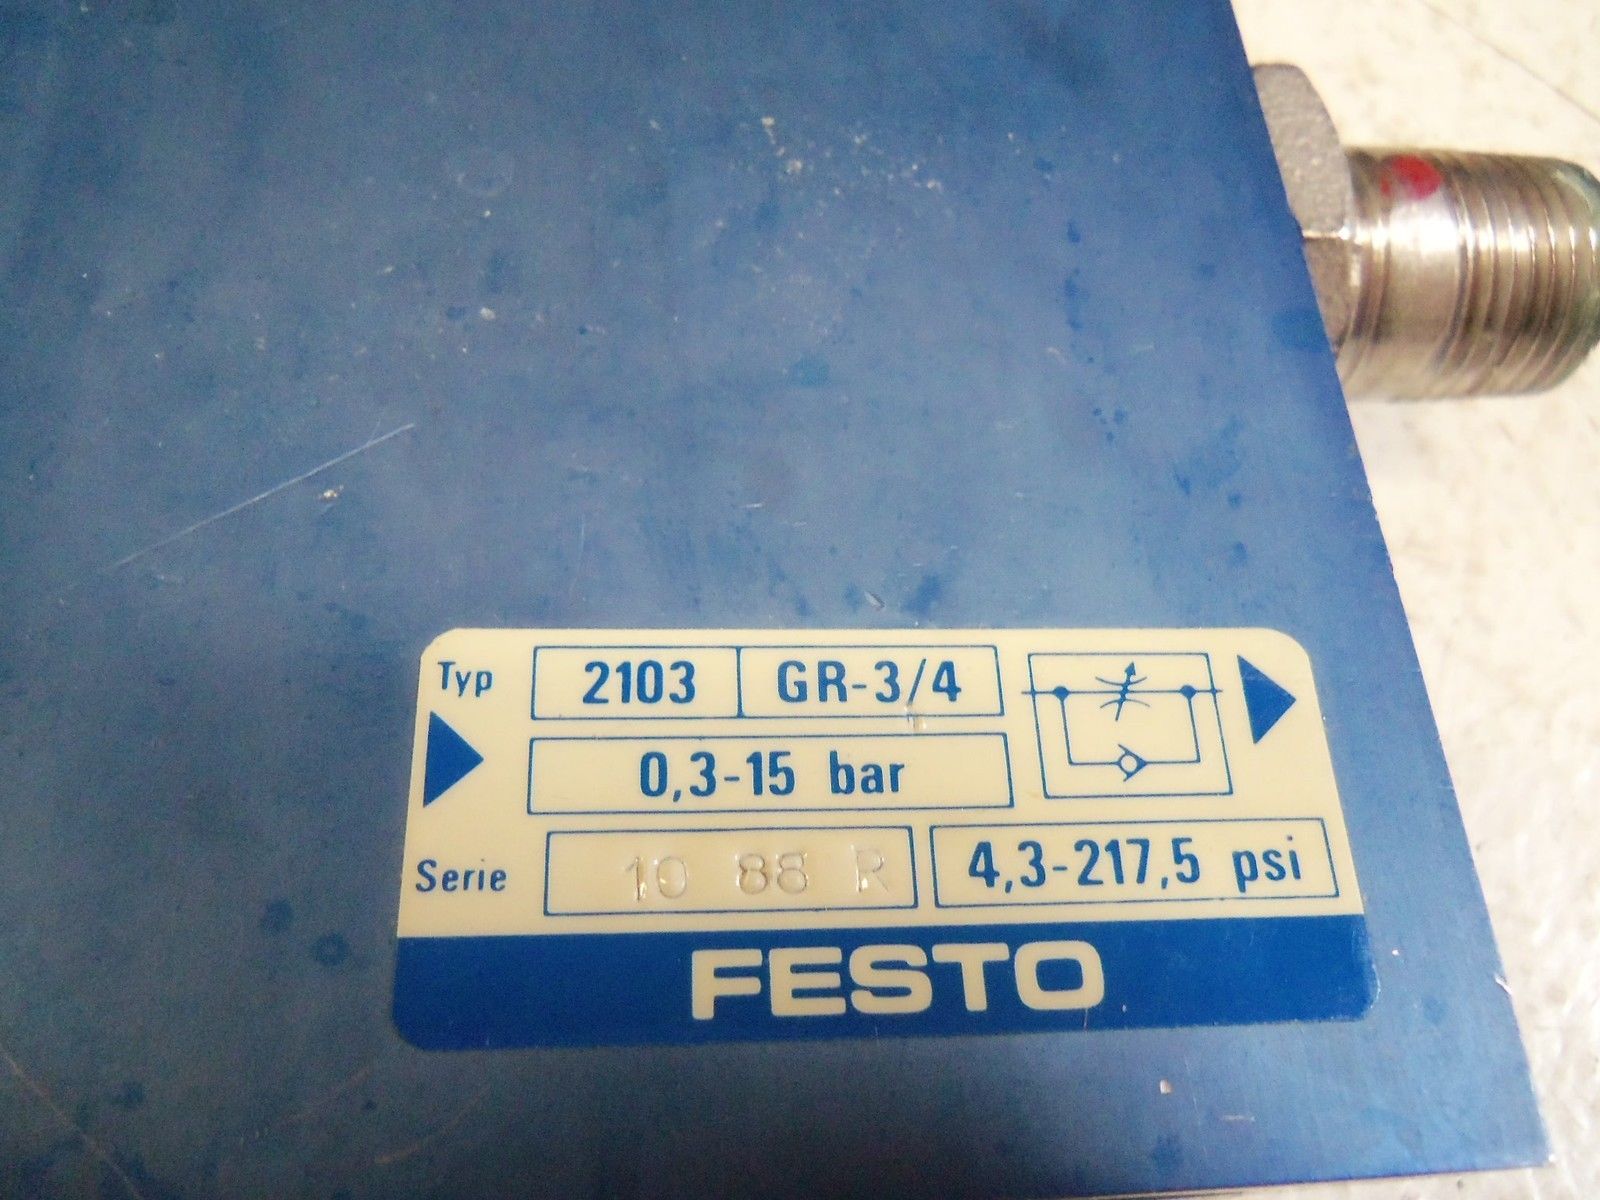 Typ 2103 GR-3/4
0,3-15 bar
Serie 10 88 R 4,3-217,5 psi
FESTO